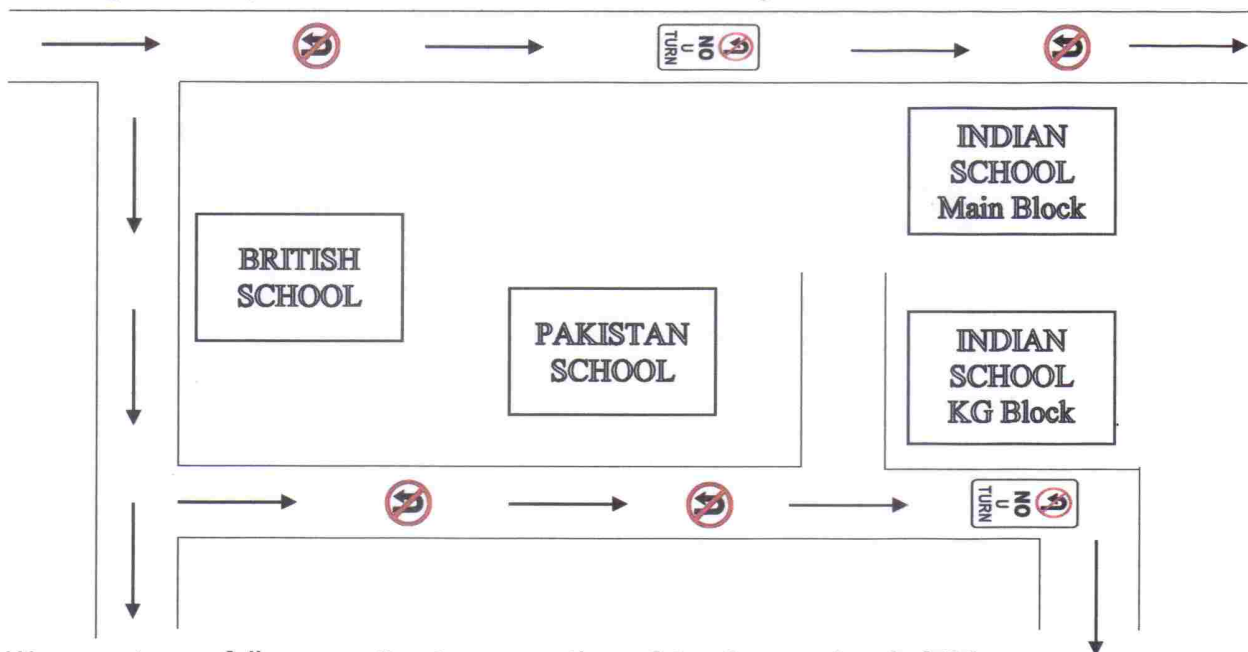 NO
U
TURN
INDIAN
SCHOOL
Main Block
BRITISH
SCHOOL
PAKISTAN
SCHOOL
INDIAN
SCHOOL
KG Block
NO
U
TURN